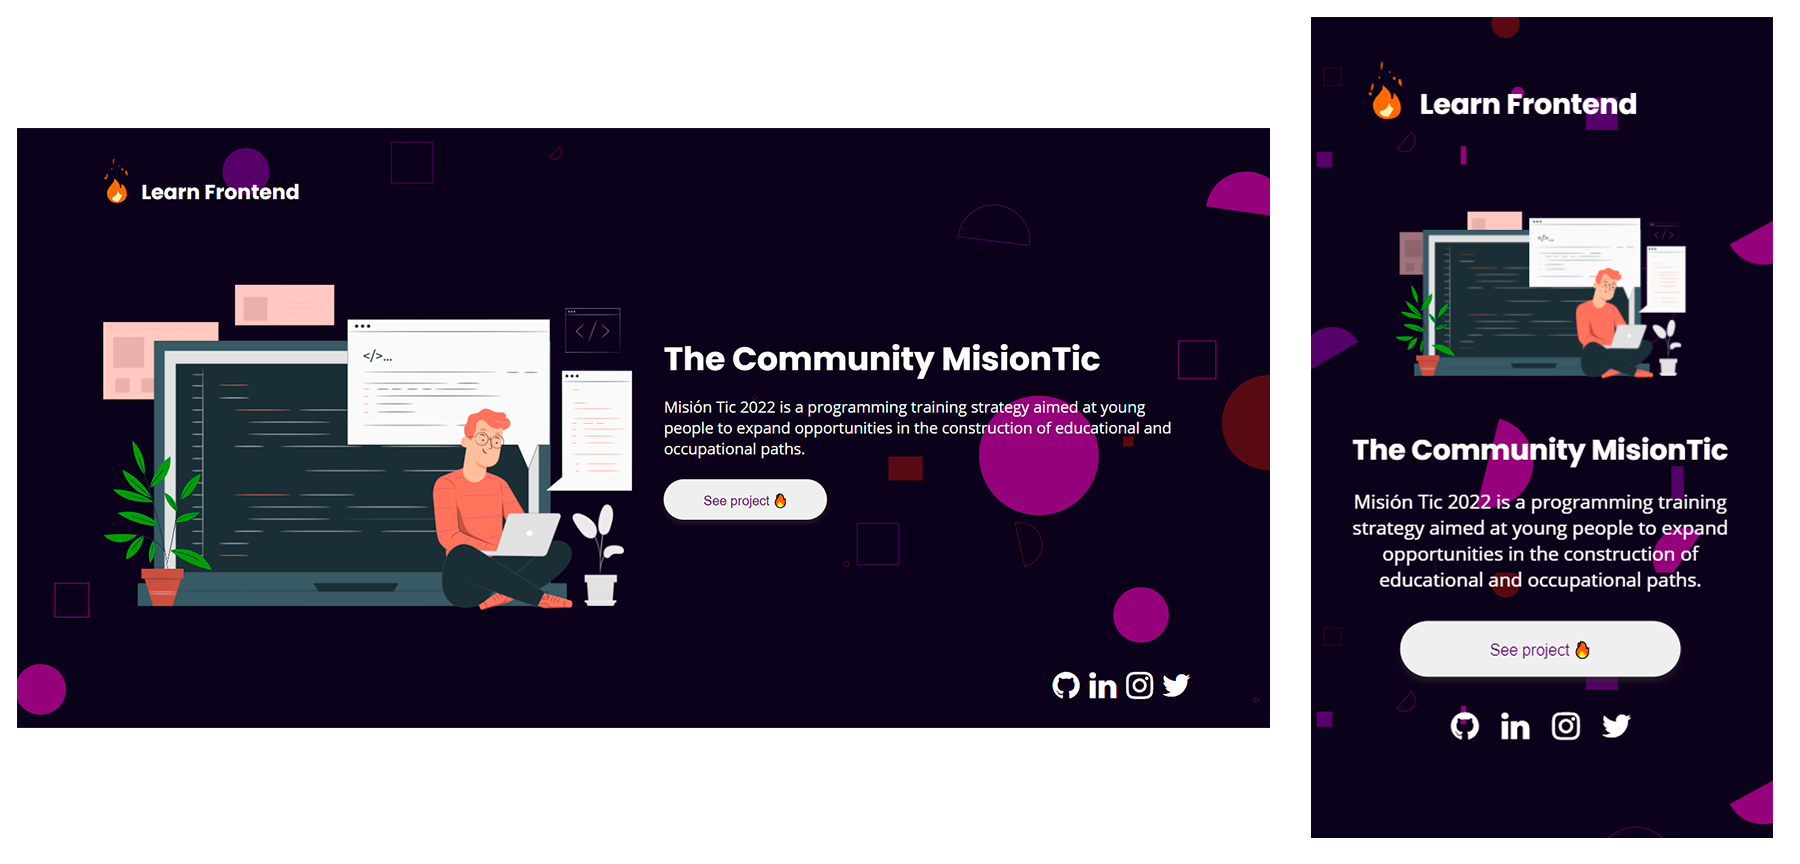 Learn Frontend
</>...
</>
The Community MisionTic
Misión Tic 2022 is a programming training strategy aimed at young
people to expand opportunities in the construction of educational and
occupational paths.
See project 🔥
in
Learn Frontend
</>...
</>
The Community MisionTic
Misión Tic 2022 is a programming training
strategy aimed at young people to expand
opportunities in the construction of
educational and occupational paths.
See project 🔥
in